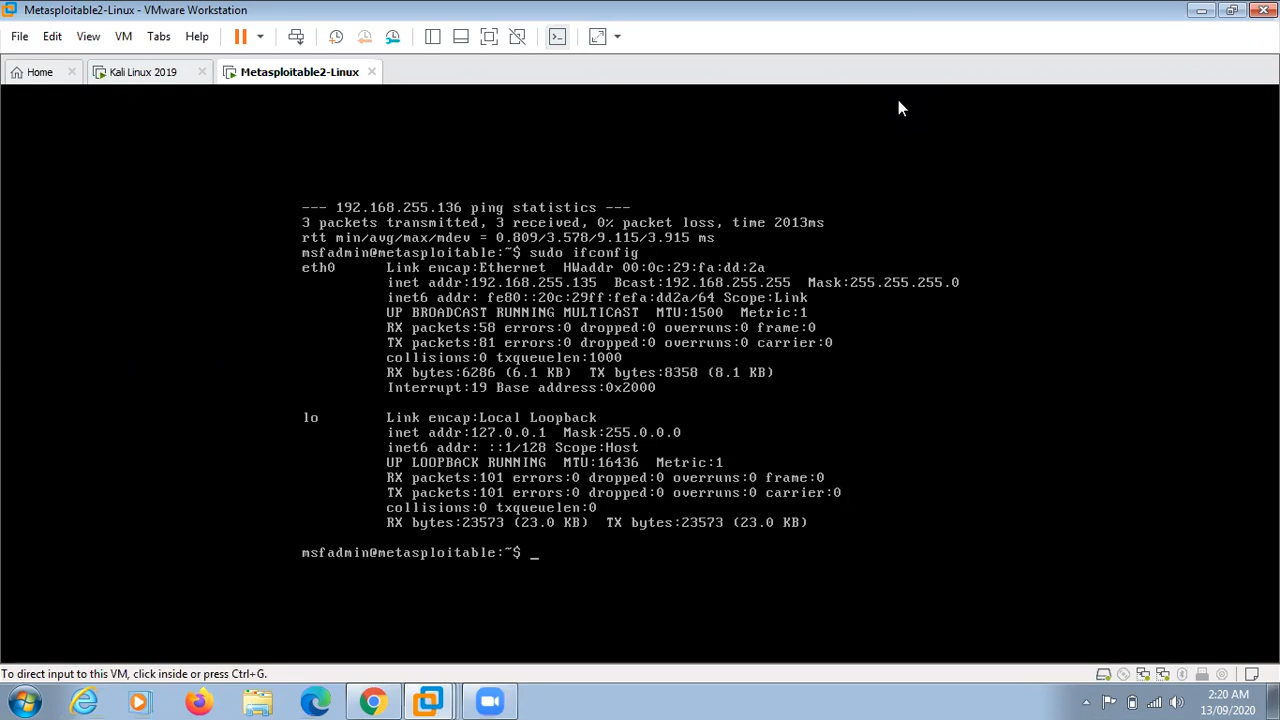 Metasploitable2-Linux - VMware Workstation
File Edit View VM Tabs Help
Home Kali Linux 2019 Metasploitable2-Linux
--- 192.168.255.136 ping statistics ---
3 packets transmitted, 3 received, 0% packet loss, time 2013ms
rtt min/avg/max/mdev = 0.809/3.578/9.115/3.915 ms
msfadmin@metasploitable:~$ sudo ifconfig
eth0 Link encap:Ethernet HWaddr 00:0c:29:fa:dd:2a
inet addr:192.168.255.135 Bcast:192.168.255.255 Mask:255.255.255.0
inet6 addr: fe80::20c:29ff:fefa:dd2a/64 Scope:Link
UP BROADCAST RUNNING MULTICAST MTU:1500 Metric:1
RX packets:58 errors:0 dropped:0 overruns:0 frame:0
TX packets:81 errors:0 dropped:0 overruns:0 carrier:0
collisions:0 txqueuelen:1000
RX bytes:6286 (6.1 KB) TX bytes:8358 (8.1 KB)
Interrupt:19 Base address:0x2000
lo Link encap:Local Loopback
inet addr:127.0.0.1 Mask:255.0.0.0
inet6 addr: ::1/128 Scope:Host
UP LOOPBACK RUNNING MTU:16436 Metric:1
RX packets:101 errors:0 dropped:0 overruns:0 frame:0
TX packets:101 errors:0 dropped:0 overruns:0 carrier:0
collisions:0 txqueuelen:0
RX bytes:23573 (23.0 KB) TX bytes:23573 (23.0 KB)
msfadmin@metasploitable:~$ _
To direct input to this VM, click inside or press Ctrl+G.
2:20 AM
13/09/2020